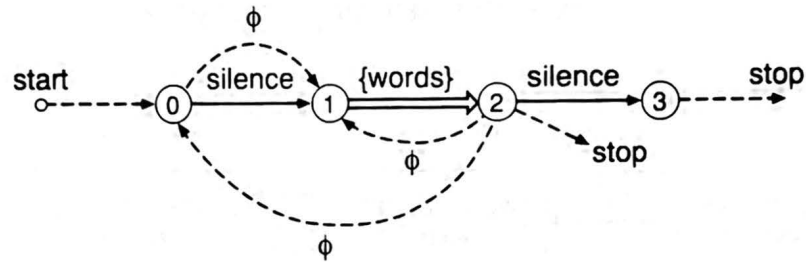 ϕ
start silence {words} silence stop
0 1 2 3
ϕ stop
ϕ